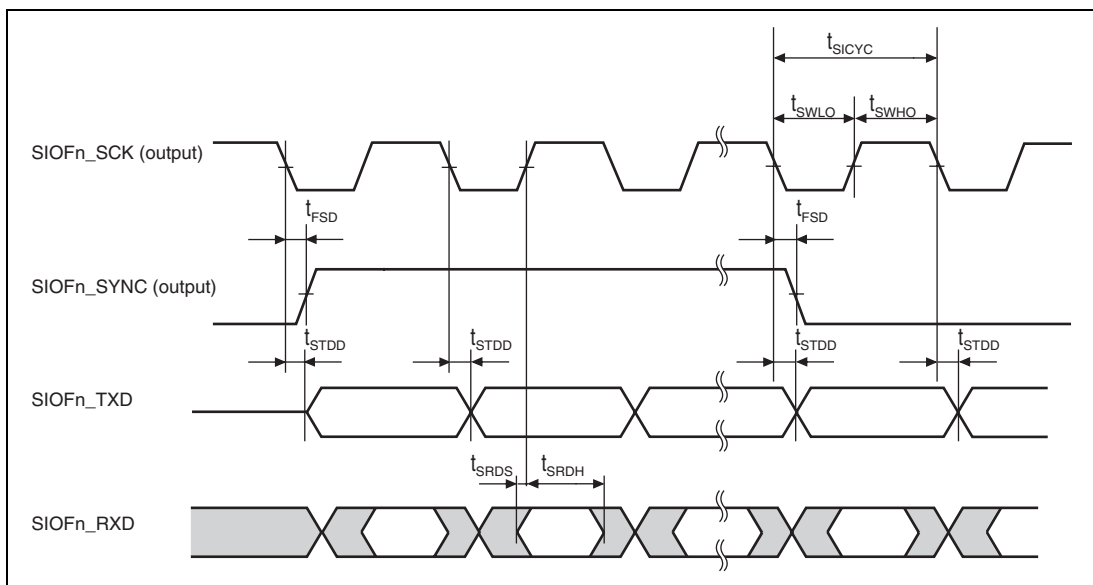 tSICYC
tSWLO tSWHO
SIOFn_SCK (output)
tFSD tFSD
SIOFn_SYNC (output)
tSTDD tSTDD tSTDD tSTDD
SIOFn_TXD
tSRDS tSRDH
SIOFn_RXD